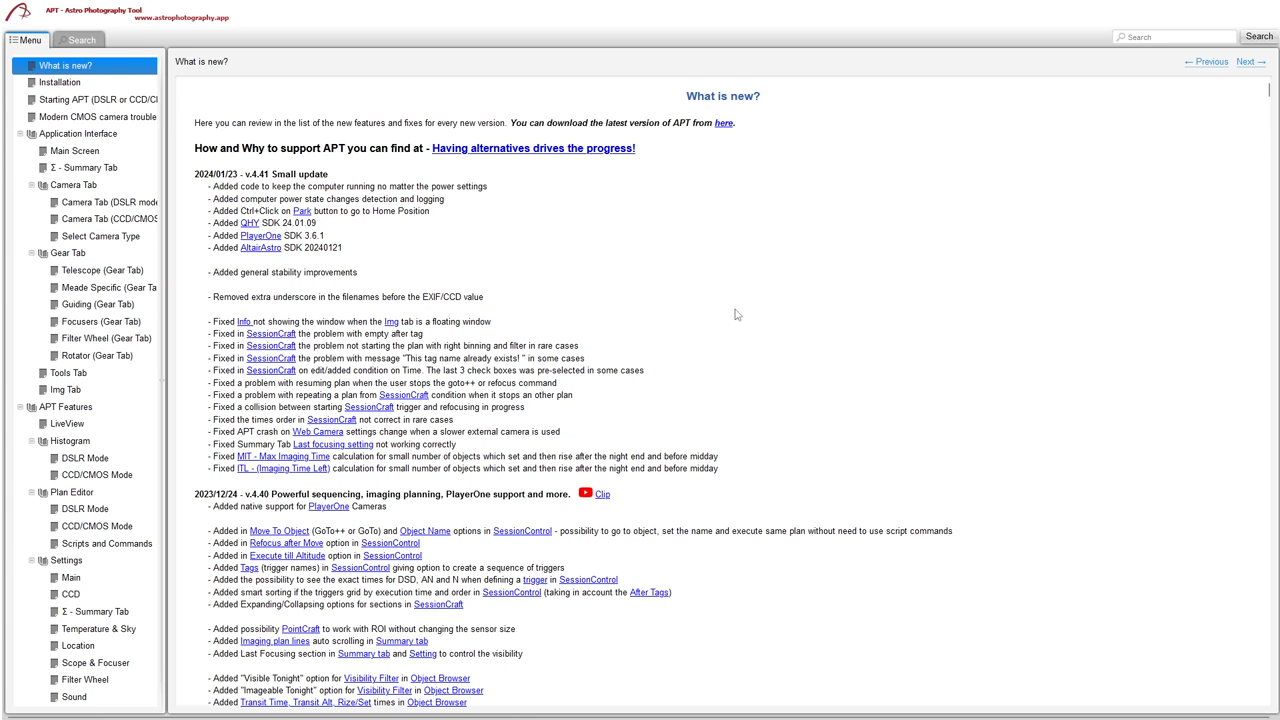 APT - Astro Photography Tool
www.astrophotography.app
Menu
Search
Search
Search
What is new?
← Previous
Next →
What is new?
Installation
Starting APT (DSLR or CCD/CI
Modern CMOS camera trouble
Application Interface
Main Screen
Σ - Summary Tab
Camera Tab
Camera Tab (DSLR mode
Camera Tab (CCD/CMOS
Select Camera Type
Gear Tab
Telescope (Gear Tab)
Meade Specific (Gear Ta
Guiding (Gear Tab)
Focusers (Gear Tab)
Filter Wheel (Gear Tab)
Rotator (Gear Tab)
Tools Tab
Img Tab
APT Features
LiveView
Histogram
DSLR Mode
CCD/CMOS Mode
Plan Editor
DSLR Mode
CCD/CMOS Mode
Scripts and Commands
Settings
Main
CCD
Σ - Summary Tab
Temperature & Sky
Location
Scope & Focuser
Filter Wheel
Sound
What is new?
Here you can review in the list of the new features and fixes for every new version. You can download the latest version of APT from here.
How and Why to support APT you can find at - Having alternatives drives the progress!
2024/01/23 - v.4.41 Small update
- Added code to keep the computer running no matter the power settings
- Added computer power state changes detection and logging
- Added Ctrl+Click on Park button to go to Home Position
- Added QHY SDK 24.01.09
- Added PlayerOne SDK 3.6.1
- Added AltairAstro SDK 20240121
- Added general stability improvements
- Removed extra underscore in the filenames before the EXIF/CCD value
- Fixed Info not showing the window when the Img tab is a floating window
- Fixed in SessionCraft the problem with empty after tag
- Fixed in SessionCraft the problem not starting the plan with right binning and filter in rare cases
- Fixed in SessionCraft the problem with message "This tag name already exists! " in some cases
- Fixed in SessionCraft on edit/added condition on Time. The last 3 check boxes was pre-selected in some cases
- Fixed a problem with resuming plan when the user stops the goto++ or refocus command
- Fixed a problem with repeating a plan from SessionCraft condition when it stops an other plan
- Fixed a collision between starting SessionCraft trigger and refocusing in progress
- Fixed the times order in SessionCraft not correct in rare cases
- Fixed APT crash on Web Camera settings change when a slower external camera is used
- Fixed Summary Tab Last focusing setting not working correctly
- Fixed MIT - Max Imaging Time calculation for small number of objects which set and then rise after the night end and before midday
- Fixed ITL - (Imaging Time Left) calculation for small number of objects which set and then rise after the night end and before midday
2023/12/24 - v.4.40 Powerful sequencing, imaging planning, PlayerOne support and more. Clip
- Added native support for PlayerOne Cameras
- Added in Move To Object (GoTo++ or GoTo) and Object Name options in SessionControl - possibility to go to object, set the name and execute same plan without need to use script commands
- Added in Refocus after Move option in SessionControl
- Added in Execute till Altitude option in SessionControl
- Added Tags (trigger names) in SessionControl giving option to create a sequence of triggers
- Added the possibility to see the exact times for DSD, AN and N when defining a trigger in SessionControl
- Added smart sorting if the triggers grid by execution time and order in SessionControl (taking in account the After Tags)
- Added Expanding/Collapsing options for sections in SessionCraft
- Added possibility PointCraft to work with ROI without changing the sensor size
- Added Imaging plan lines auto scrolling in Summary tab
- Added Last Focusing section in Summary tab and Setting to control the visibility
- Added "Visible Tonight" option for Visibility Filter in Object Browser
- Added "Imageable Tonight" option for Visibility Filter in Object Browser
- Added Transit Time, Transit Alt, Rize/Set times in Object Browser